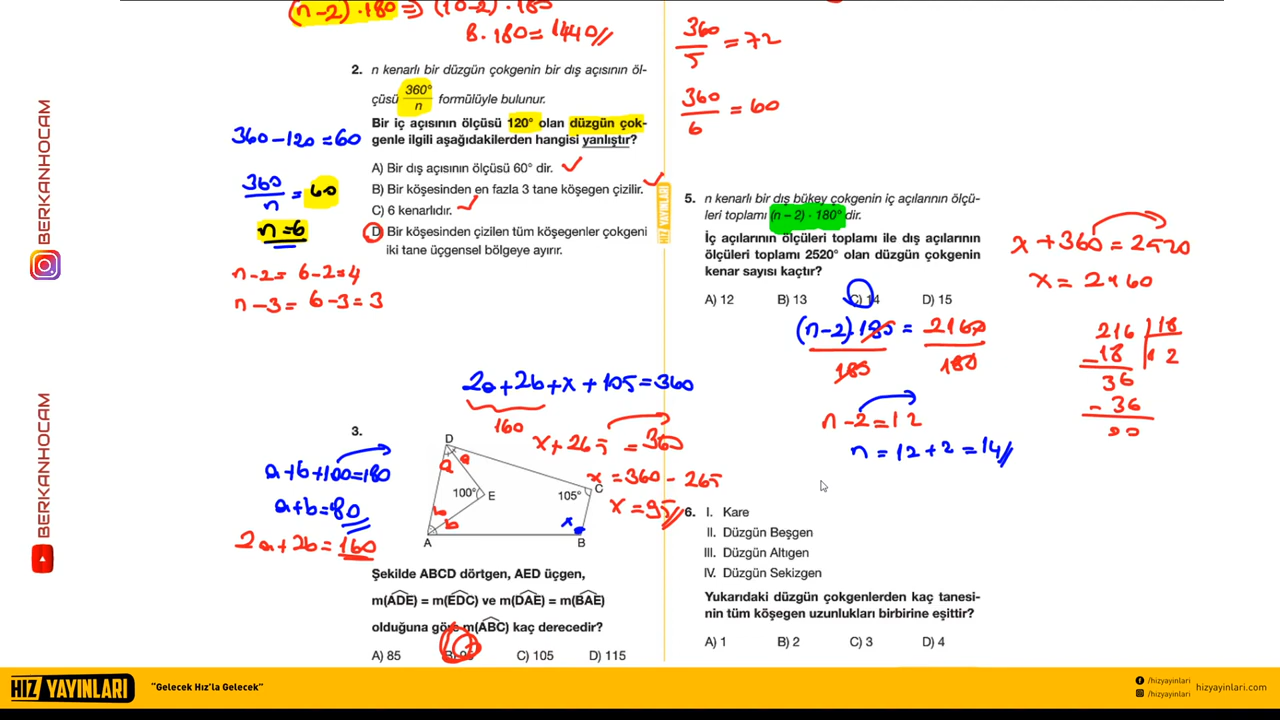 (n-2).180 => (10-2).180
8.180=1440//
2. n kenarlı bir düzgün çokgenin bir dış açısının öl-
çüsü 360°/n formülüyle bulunur.
Bir iç açısının ölçüsü 120° olan düzgün çok-
genle ilgili aşağıdakilerden hangisi yanlıştır?
A) Bir dış açısının ölçüsü 60° dir.
B) Bir köşesinden en fazla 3 tane köşegen çizilir.
C) 6 kenarlıdır.
D) Bir köşesinden çizilen tüm köşegenler çokgeni
iki tane üçgensel bölgeye ayırır.
360-120=60
360/n = 60
n=6
n-2= 6-2=4
n-3= 6-3=3
BERKANHOCAM
BERKANHOCAM
3.
2a+2b+x+105=360
160
x+265=360
x=360-265
x=95//
a+b+100=180
a+b=80
2a+2b=160
D
a
a
100°
E
105°
C
b
b
x
A
B
Şekilde ABCD dörtgen, AED üçgen,
m(ADE) = m(EDC) ve m(DAE) = m(BAE)
olduğuna göre m(ABC) kaç derecedir?
A) 85
B) 95
C) 105
D) 115
360/5 = 72
360/6 = 60
HIZ YAYINLARI
5. n kenarlı bir dış bükey çokgenin iç açılarının ölçü-
leri toplamı (n – 2) · 180° dir.
İç açılarının ölçüleri toplamı ile dış açılarının
ölçüleri toplamı 2520° olan düzgün çokgenin
kenar sayısı kaçtır?
A) 12
B) 13
C) 14
D) 15
x+360=2520
x=2160
(n-2).180/180 = 2160/180
216 18
-18 12
36
-36
00
n-2=12
n=12+2=14//
6. I. Kare
II. Düzgün Beşgen
III. Düzgün Altıgen
IV. Düzgün Sekizgen
Yukarıdaki düzgün çokgenlerden kaç tanesi-
nin tüm köşegen uzunlukları birbirine eşittir?
A) 1
B) 2
C) 3
D) 4
HIZ YAYINLARI
"Gelecek Hız'la Gelecek"
/hizyayinlari
/hizyayinlari
hizyayinlari.com